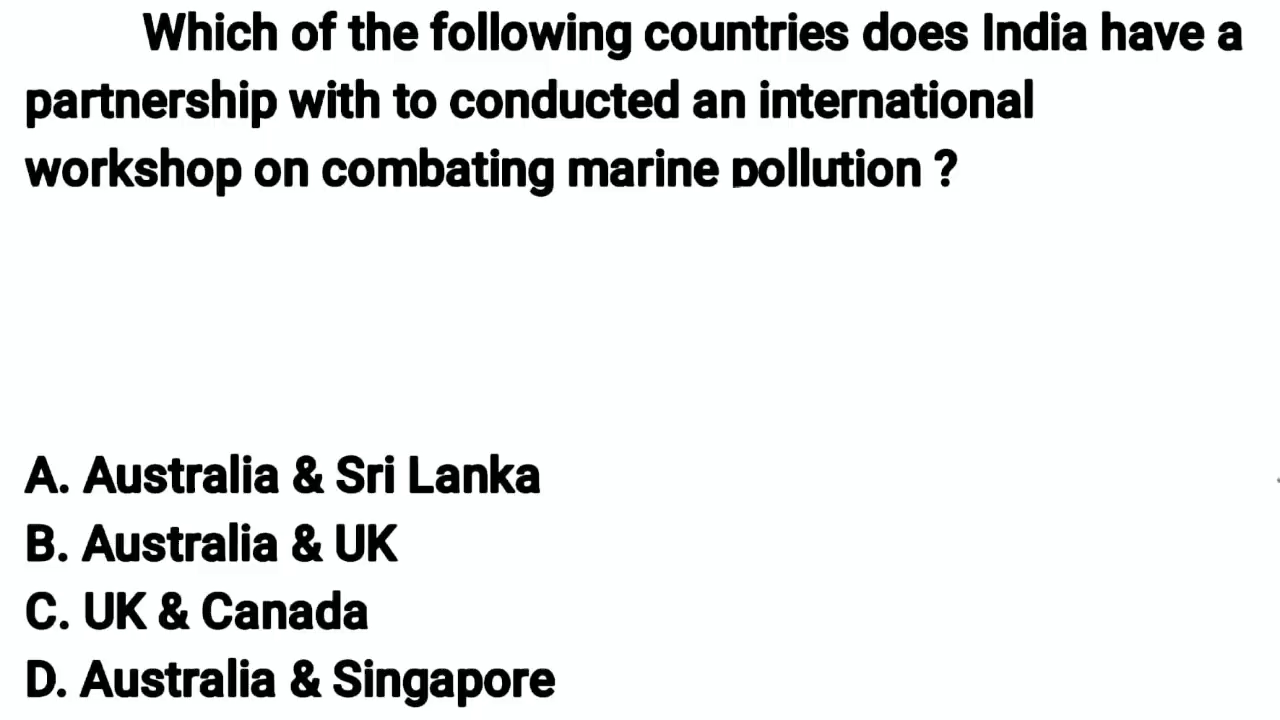 Which of the following countries does India have a
partnership with to conducted an international
workshop on combating marine pollution ?
A. Australia & Sri Lanka
B. Australia & UK
C. UK & Canada
D. Australia & Singapore